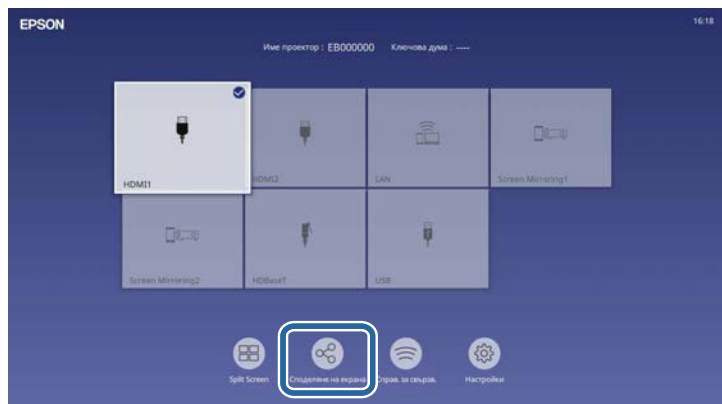 EPSON
16:18
Име проектор : EB000000 Ключова дума : ----
HDMI1
HDMI2
LAN
Screen Mirroring1
Screen Mirroring2
HDBaseT
USB
Split Screen
Споделяне на екрана
Справ. за свърав.
Настройки